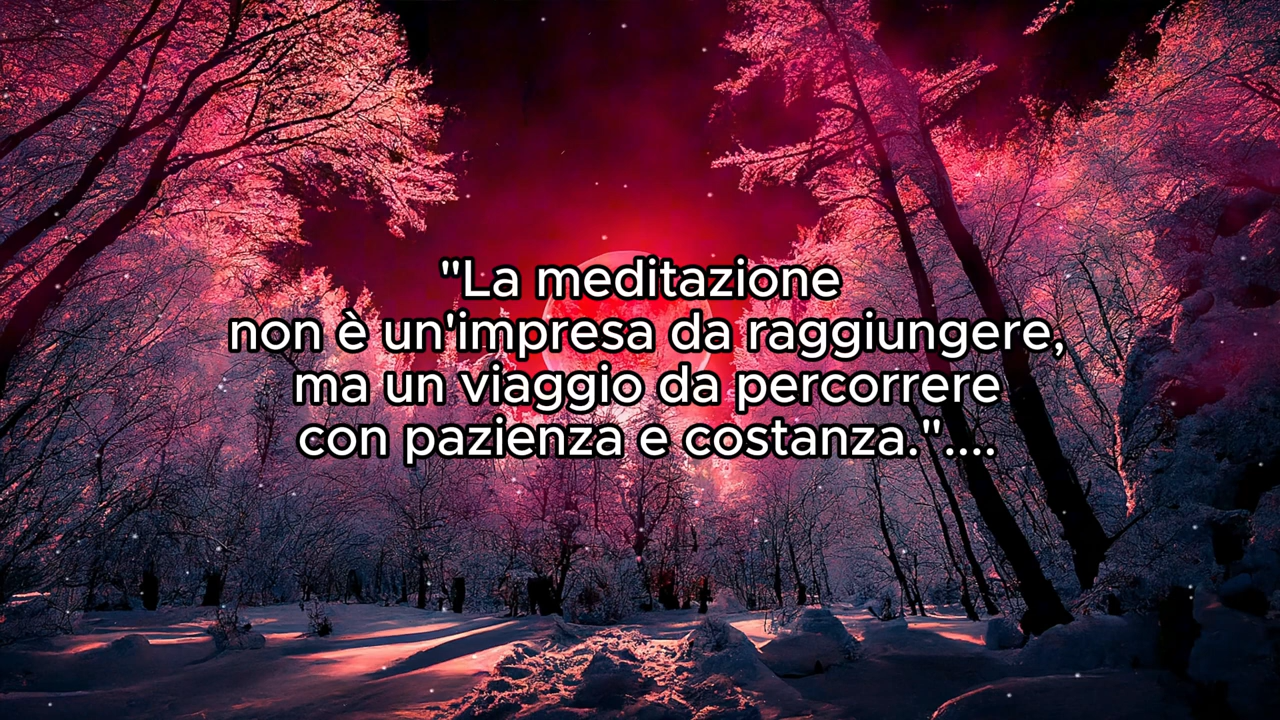 "La meditazione
non è un'impresa da raggiungere,
ma un viaggio da percorrere
con pazienza e costanza."....